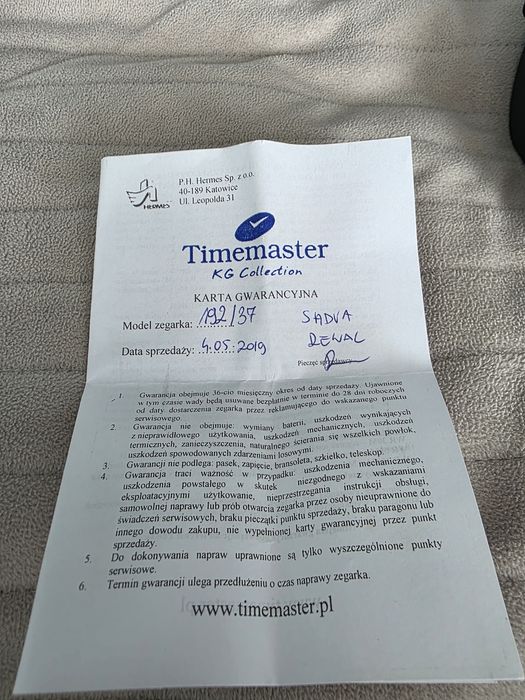 P.H. Hermes Sp. z o.o.
40-189 Katowice
Ul. Leopolda 31
HERMES
Timemaster
KG Collection
KARTA GWARANCYJNA
Model zegarka: 192/37 SADVA
Data sprzedaży: 4.05.2019 REWAL
Pieczęć sprzedawcy
1. Gwarancja obejmuje 36-cio miesięczny okres od daty sprzedaży. Ujawnione
w tym czasie wady będą usuwane bezpłatnie w terminie do 28 dni roboczych
od daty dostarczenia zegarka przez reklamującego do wskazanego punktu
serwisowego.
2. Gwarancja nie obejmuje: wymiany baterii, uszkodzeń wynikających
z nieprawidłowego użytkowania, uszkodzeń mechanicznych, uszkodzeń
termicznych, zanieczyszczenia, naturalnego ścierania się wszelkich powłok,
uszkodzeń spowodowanych zdarzeniami losowymi.
3. Gwarancji nie podlega: pasek, zapięcie, bransoleta, szkiełko, teleskop.
4. Gwarancja traci ważność w przypadku: uszkodzenia mechanicznego,
uszkodzenia powstałego w skutek niezgodnego z wskazaniami
eksploatacyjnymi użytkowanie, nieprzestrzegania instrukcji obsługi,
samowolnej naprawy lub prób otwarcia zegarka przez osoby nieuprawnione do
świadczeń serwisowych, braku pieczątki punktu sprzedaży, braku paragonu lub
innego dowodu zakupu, nie wypełnionej karty gwarancyjnej przez punkt
sprzedaży.
5. Do dokonywania napraw uprawnione są tylko wyszczególnione punkty
serwisowe.
6. Termin gwarancji ulega przedłużeniu o czas naprawy zegarka.
www.timemaster.pl